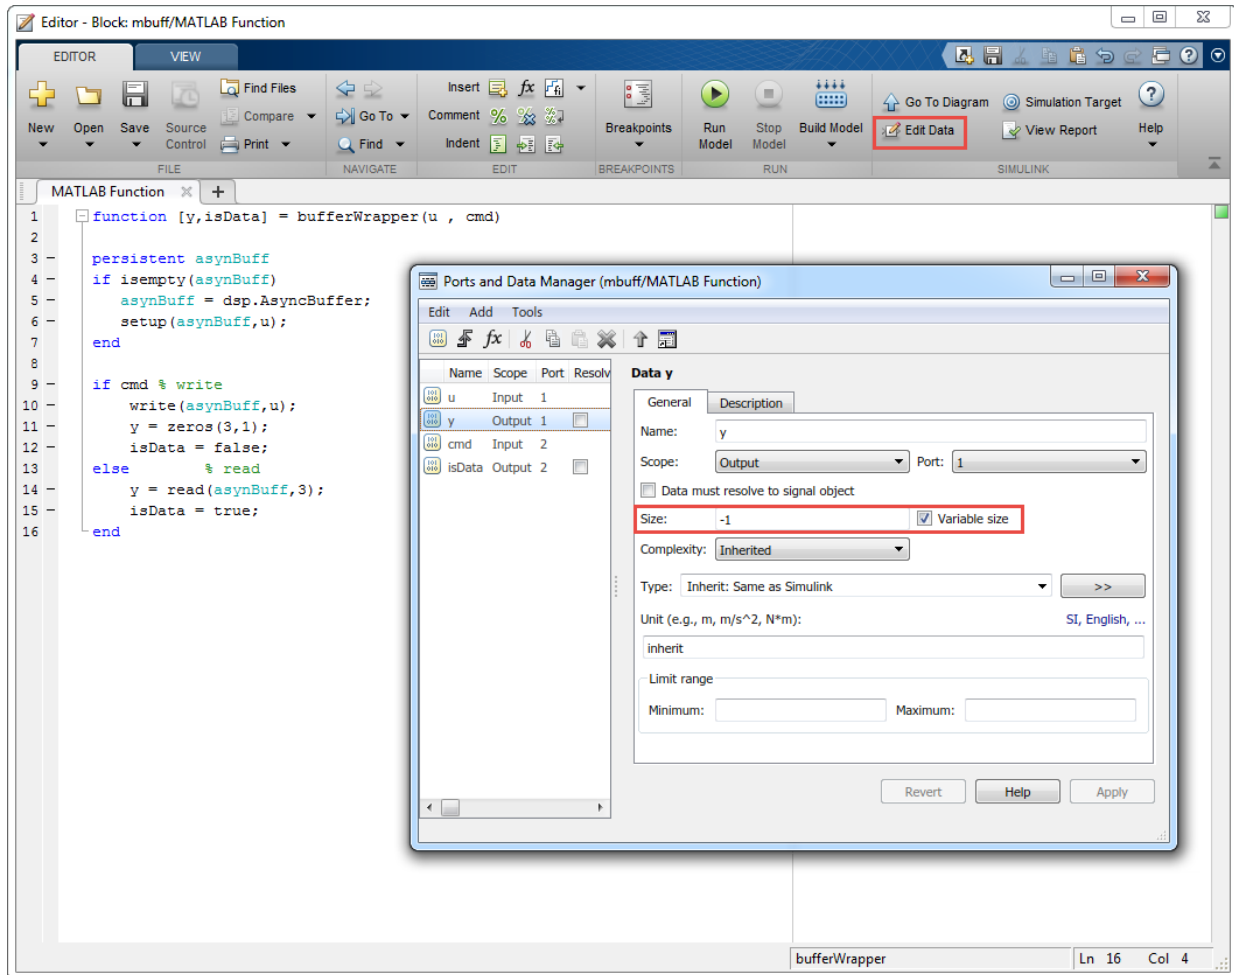 Editor - Block: mbuff/MATLAB Function
EDITOR VIEW
New Open Save Source Control Find Files Compare Print
Go To Find
Insert fx
Comment
Indent
Breakpoints
Run Model Stop Model Build Model
Go To Diagram Simulation Target
Edit Data View Report
Help
FILE NAVIGATE EDIT BREAKPOINTS RUN SIMULINK
MATLAB Function
1 function [y,isData] = bufferWrapper(u , cmd)
2
3 – persistent asynBuff
4 – if isempty(asynBuff)
5 – asynBuff = dsp.AsyncBuffer;
6 – setup(asynBuff,u);
7 end
8
9 – if cmd % write
10 – write(asynBuff,u);
11 – y = zeros(3,1);
12 – isData = false;
13 else % read
14 – y = read(asynBuff,3);
15 – isData = true;
16 end
Ports and Data Manager (mbuff/MATLAB Function)
Edit Add Tools
fx
Name Scope Port Resolv
u Input 1
y Output 1
cmd Input 2
isData Output 2
Data y
General Description
Name: y
Scope: Output Port: 1
Data must resolve to signal object
Size: -1 Variable size
Complexity: Inherited
Type: Inherit: Same as Simulink >>
Unit (e.g., m, m/s^2, N*m): SI, English, ...
inherit
Limit range
Minimum: Maximum:
Revert Help Apply
bufferWrapper Ln 16 Col 4